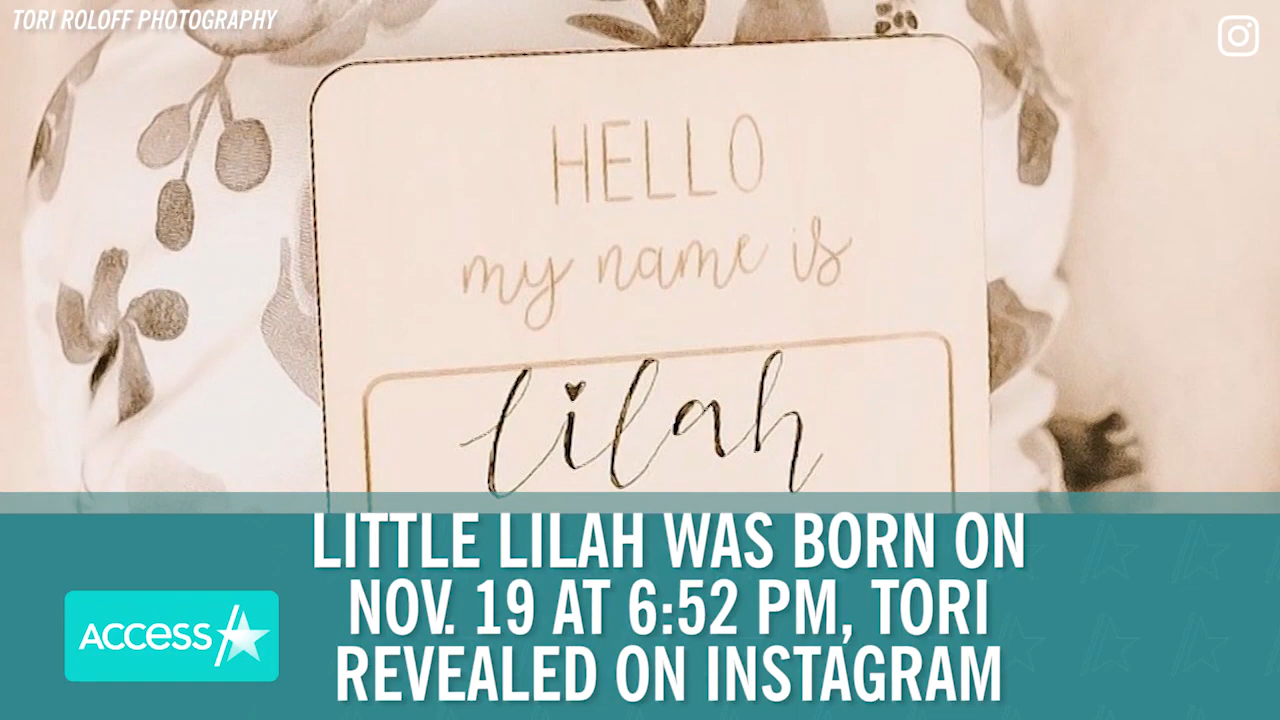 TORI ROLOFF PHOTOGRAPHY
HELLO
my name is
lilah
LITTLE LILAH WAS BORN ON
NOV. 19 AT 6:52 PM, TORI
REVEALED ON INSTAGRAM
ACCESS